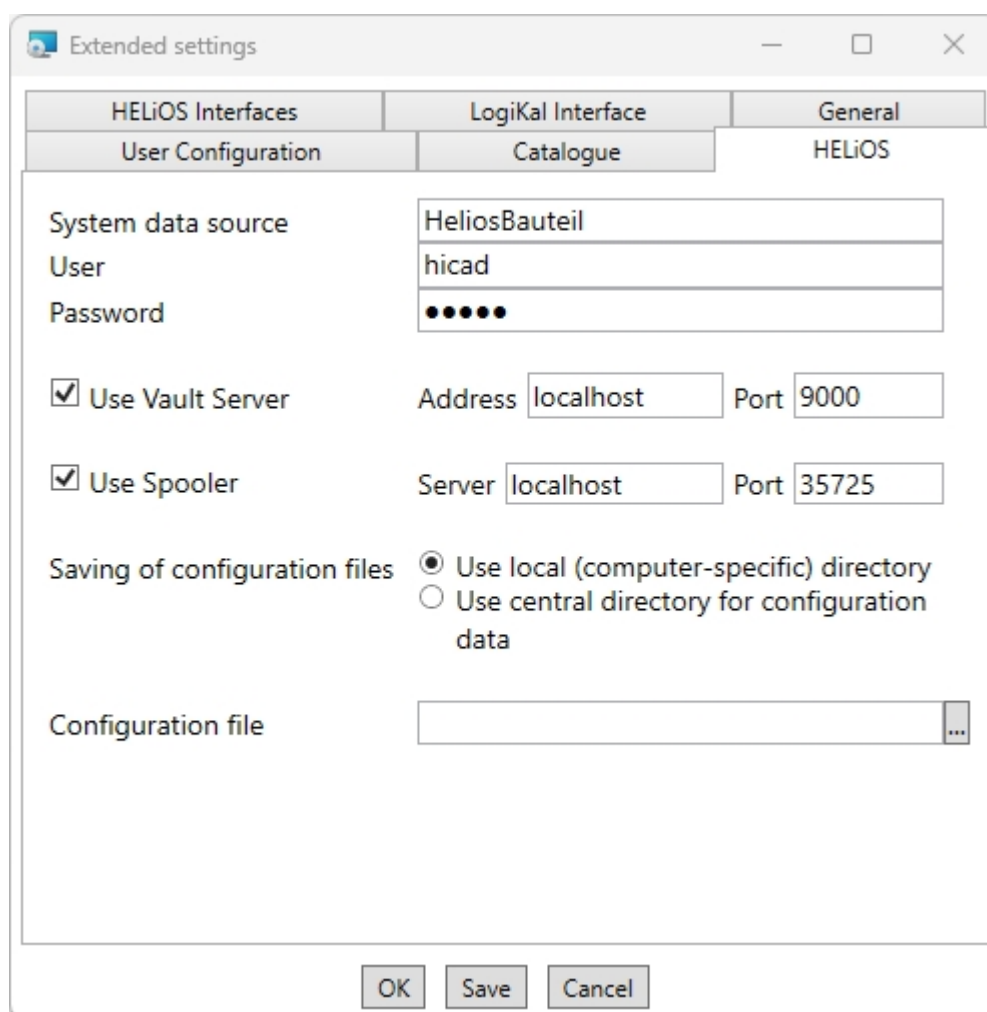 Extended settings
HELiOS Interfaces LogiKal Interface General
User Configuration Catalogue HELiOS
System data source HeliosBauteil
User hicad
Password •••••
Use Vault Server Address localhost Port 9000
Use Spooler Server localhost Port 35725
Saving of configuration files Use local (computer-specific) directory
Use central directory for configuration
data
Configuration file ...
OK Save Cancel